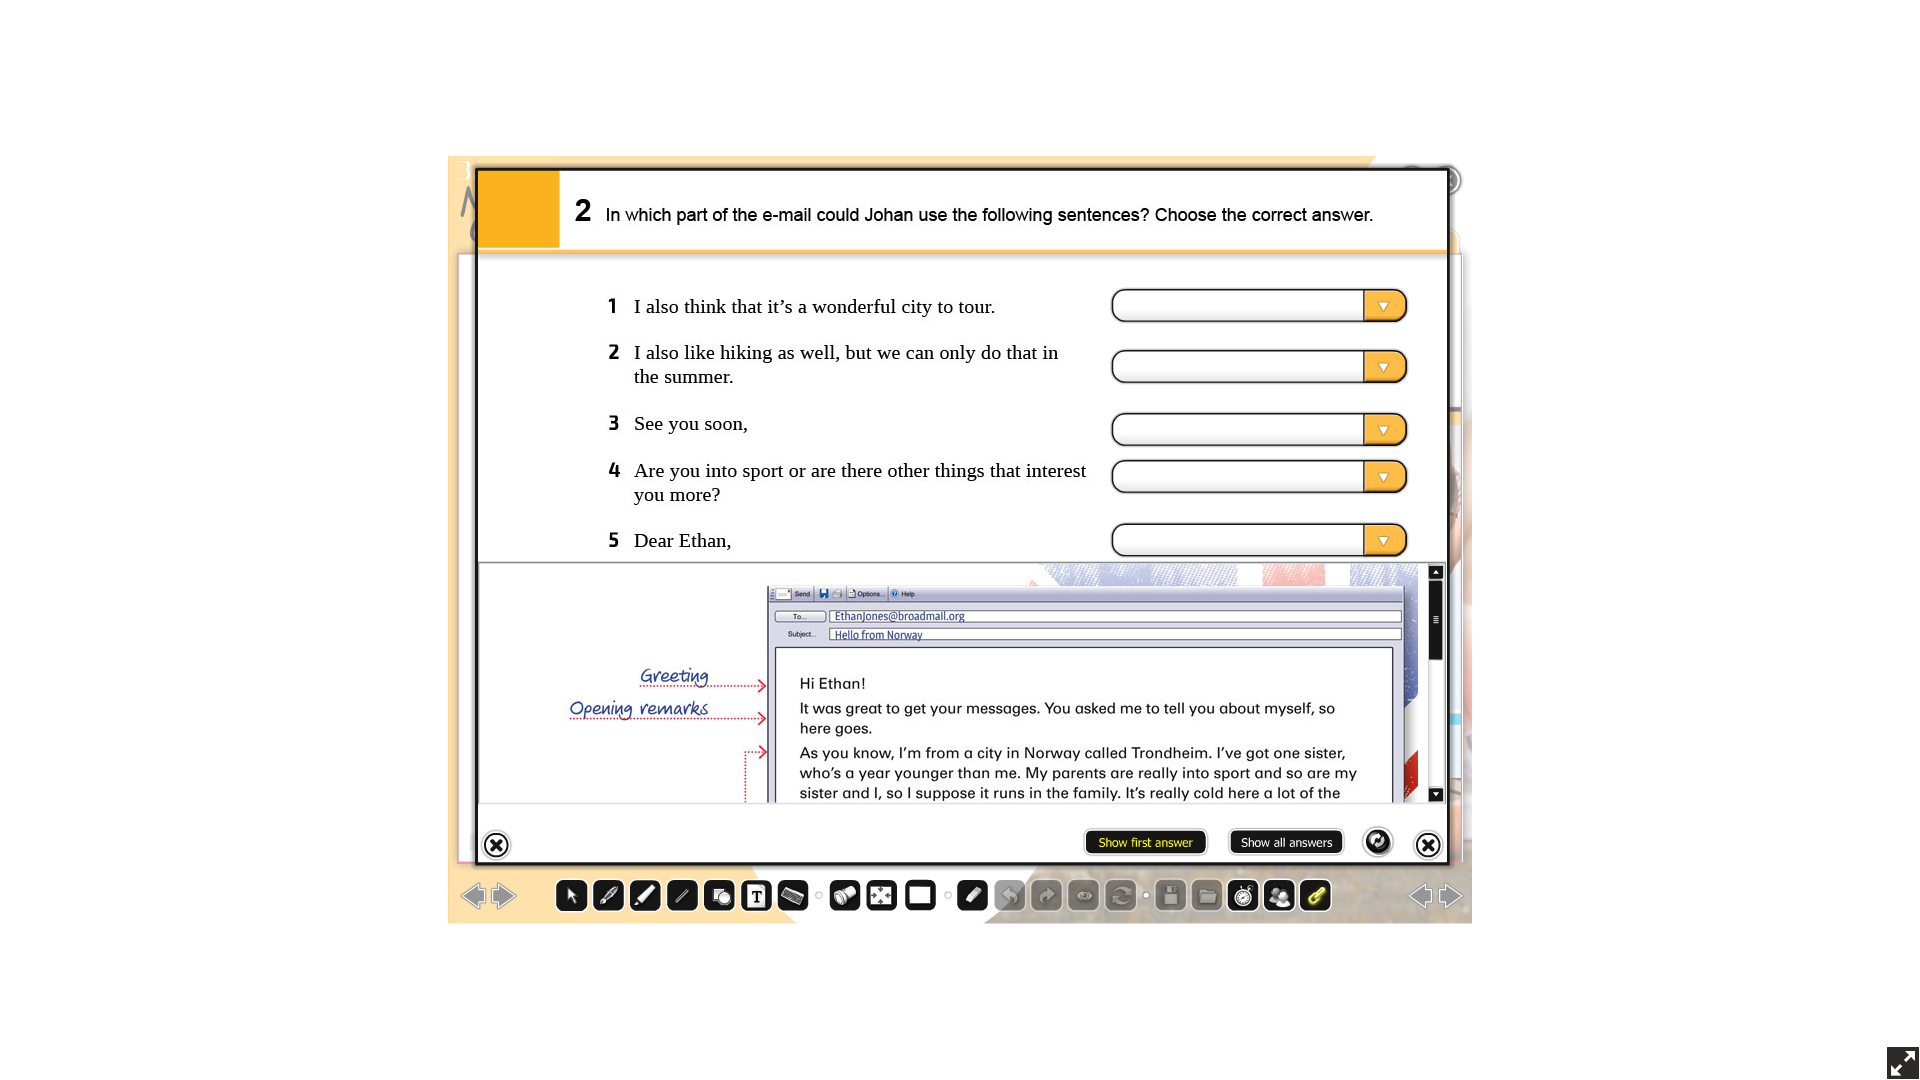 2 In which part of the e-mail could Johan use the following sentences? Choose the correct answer.
1 I also think that it’s a wonderful city to tour.
2 I also like hiking as well, but we can only do that in
the summer.
3 See you soon,
4 Are you into sport or are there other things that interest
you more?
5 Dear Ethan,
Send Options... Help
To... EthanJones@broadmail.org
Subject... Hello from Norway
Greeting
Hi Ethan!
Opening remarks
It was great to get your messages. You asked me to tell you about myself, so
here goes.
As you know, I’m from a city in Norway called Trondheim. I’ve got one sister,
who’s a year younger than me. My parents are really into sport and so are my
sister and I, so I suppose it runs in the family. It’s really cold here a lot of the
Show first answer
Show all answers
T